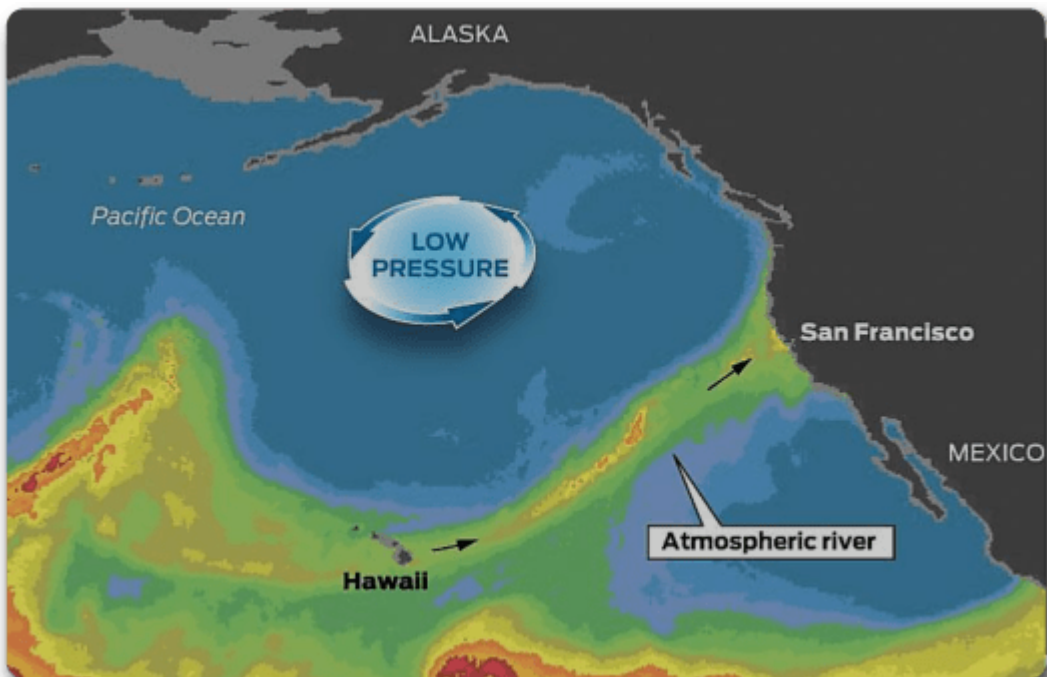 ALASKA
Pacific Ocean
LOW
PRESSURE
San Francisco
MEXICO
Atmospheric river
Hawaii